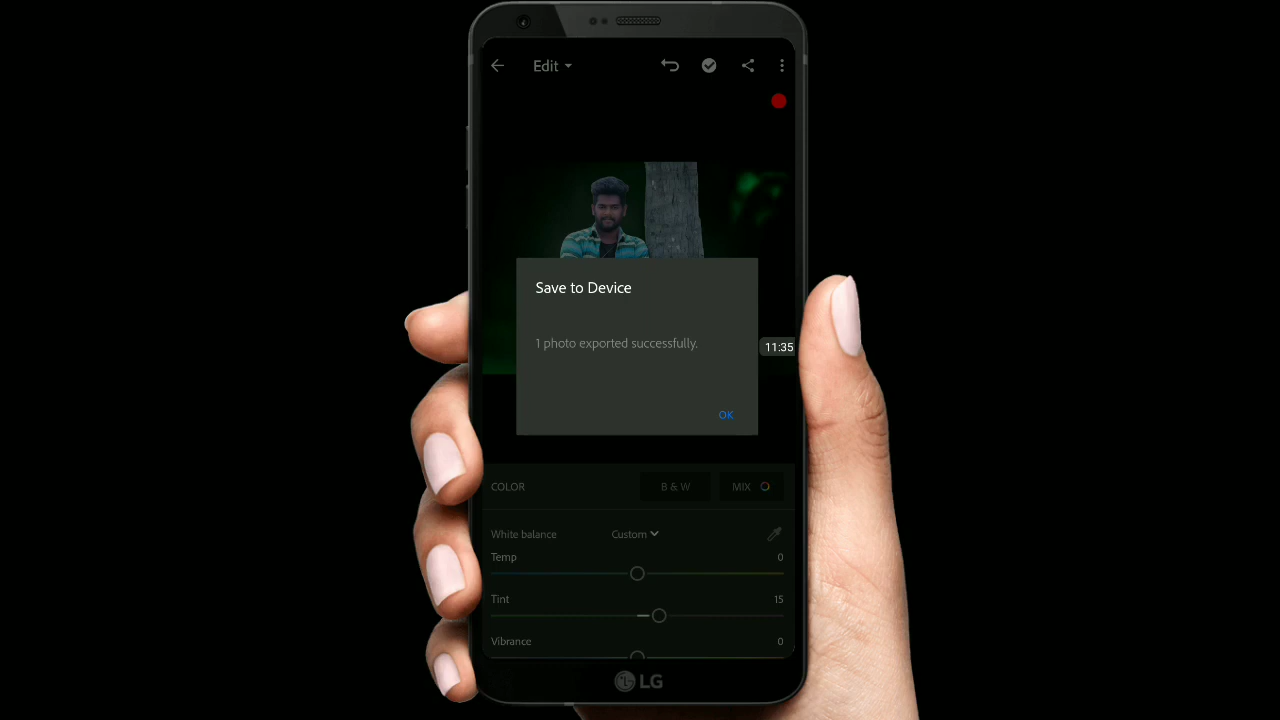 Edit
Save to Device
1 photo exported successfully.
11:35
OK
COLOR
B & W
MIX
White balance
Custom
Temp
0
Tint
15
Vibrance
0
LG